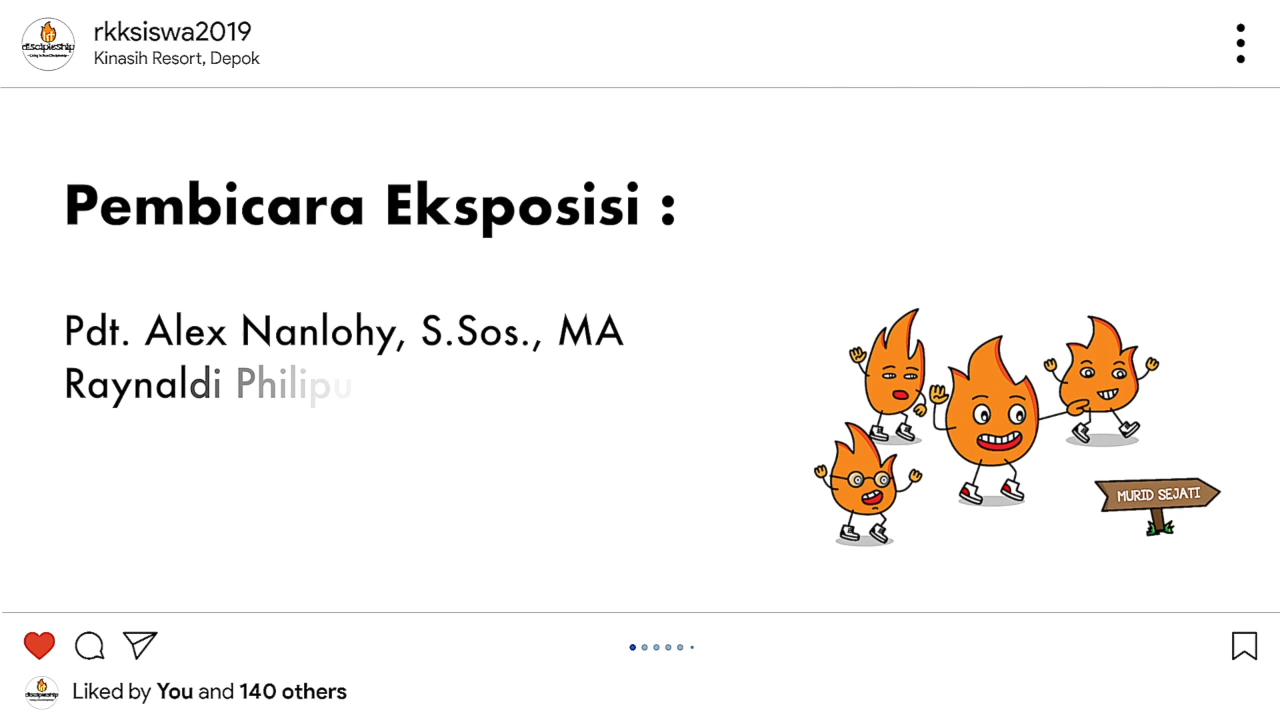 rkksiswa2019
Kinasih Resort, Depok
Pembicara Eksposisi :
Pdt. Alex Nanlohy, S.Sos., MA
Raynaldi Philipu
MURID SEJATI
Liked by You and 140 others